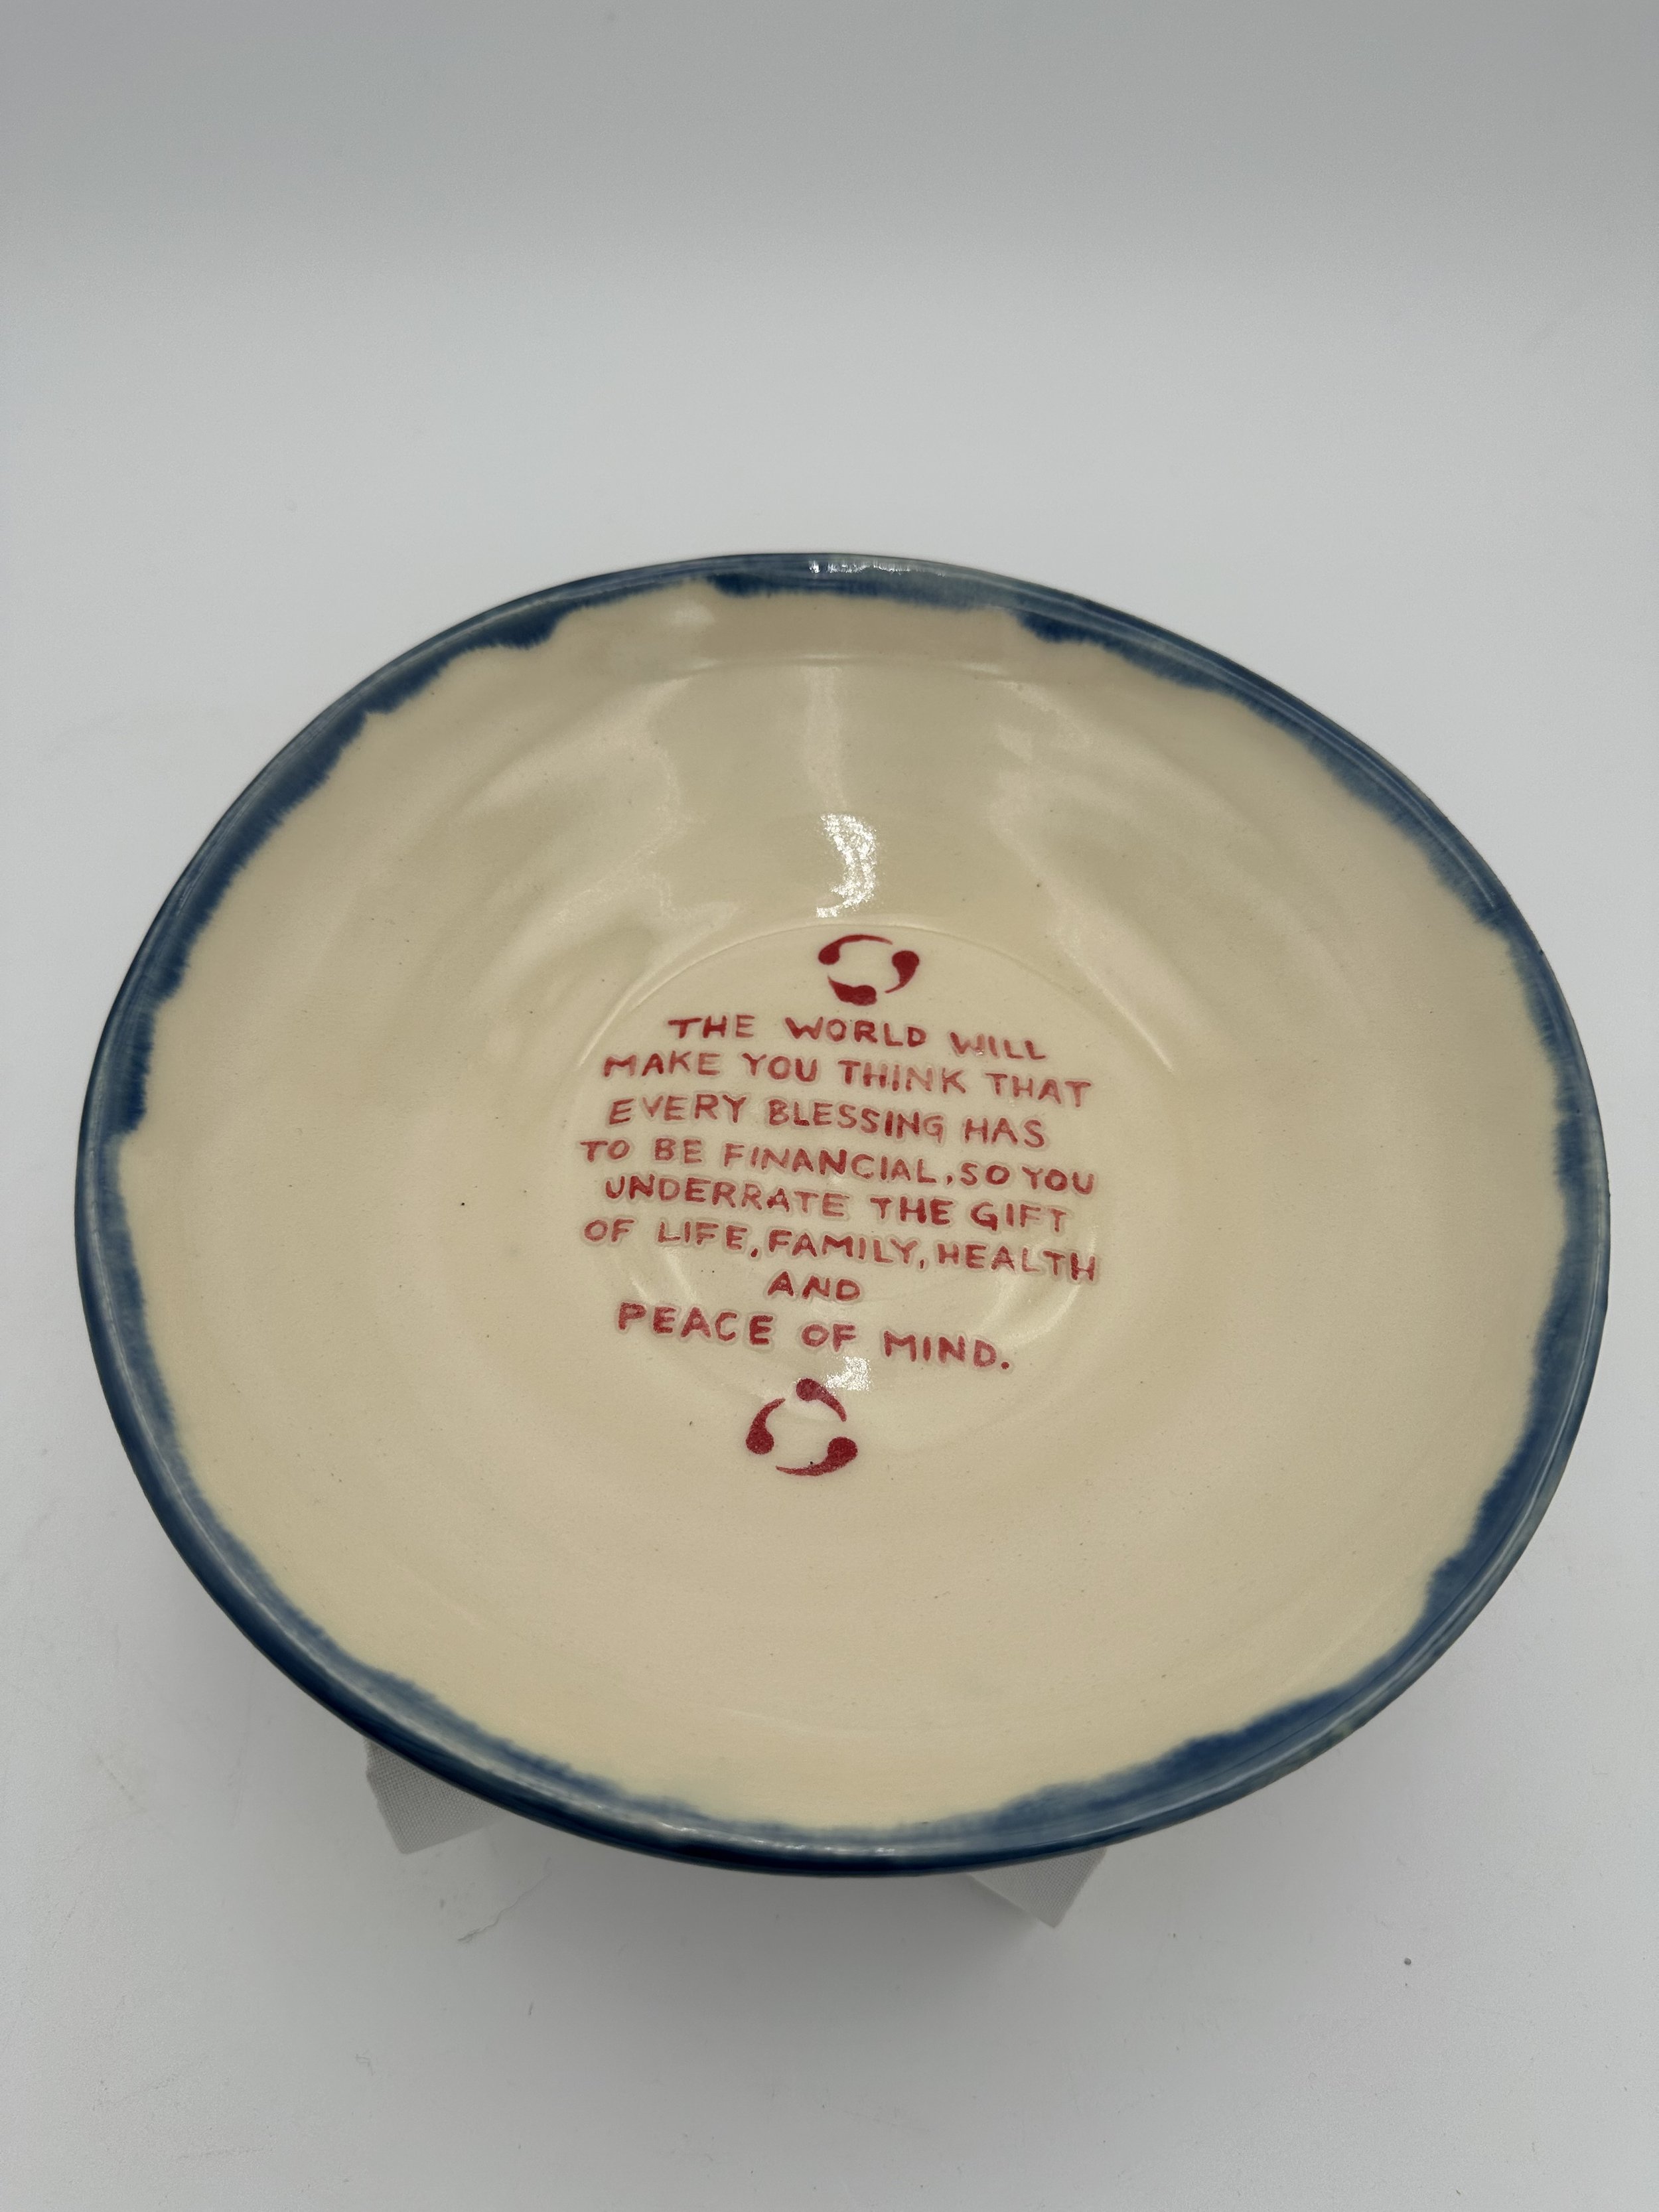 THE WORLD WILL
MAKE YOU THINK THAT
EVERY BLESSING HAS
TO BE FINANCIAL, SO YOU
UNDERRATE THE GIFT
OF LIFE, FAMILY, HEALTH
AND
PEACE OF MIND.